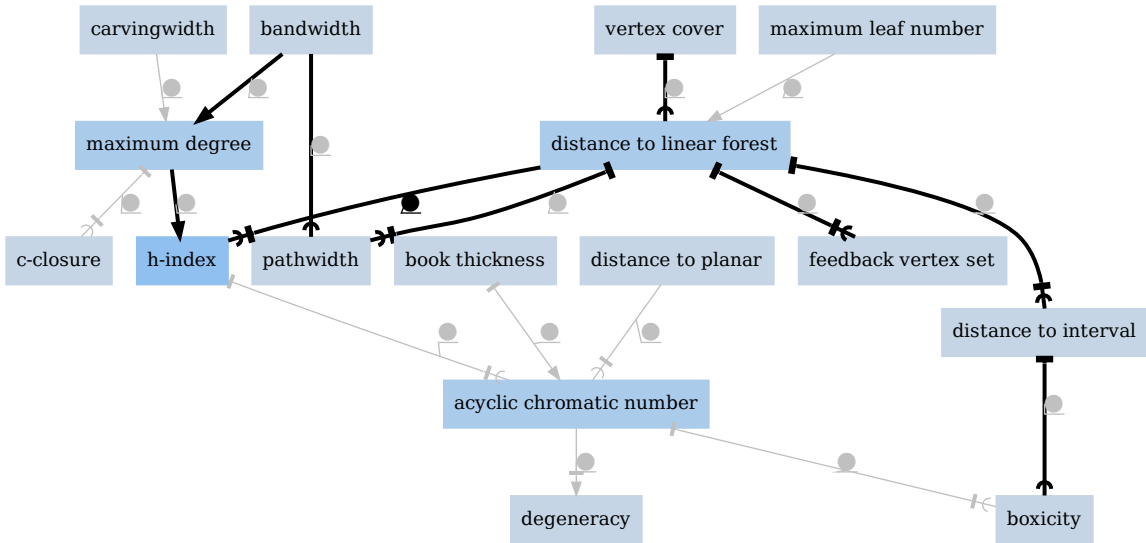 carvingwidth
bandwidth
vertex cover
maximum leaf number
maximum degree
distance to linear forest
c-closure
h-index
pathwidth
book thickness
distance to planar
feedback vertex set
distance to interval
acyclic chromatic number
degeneracy
boxicity